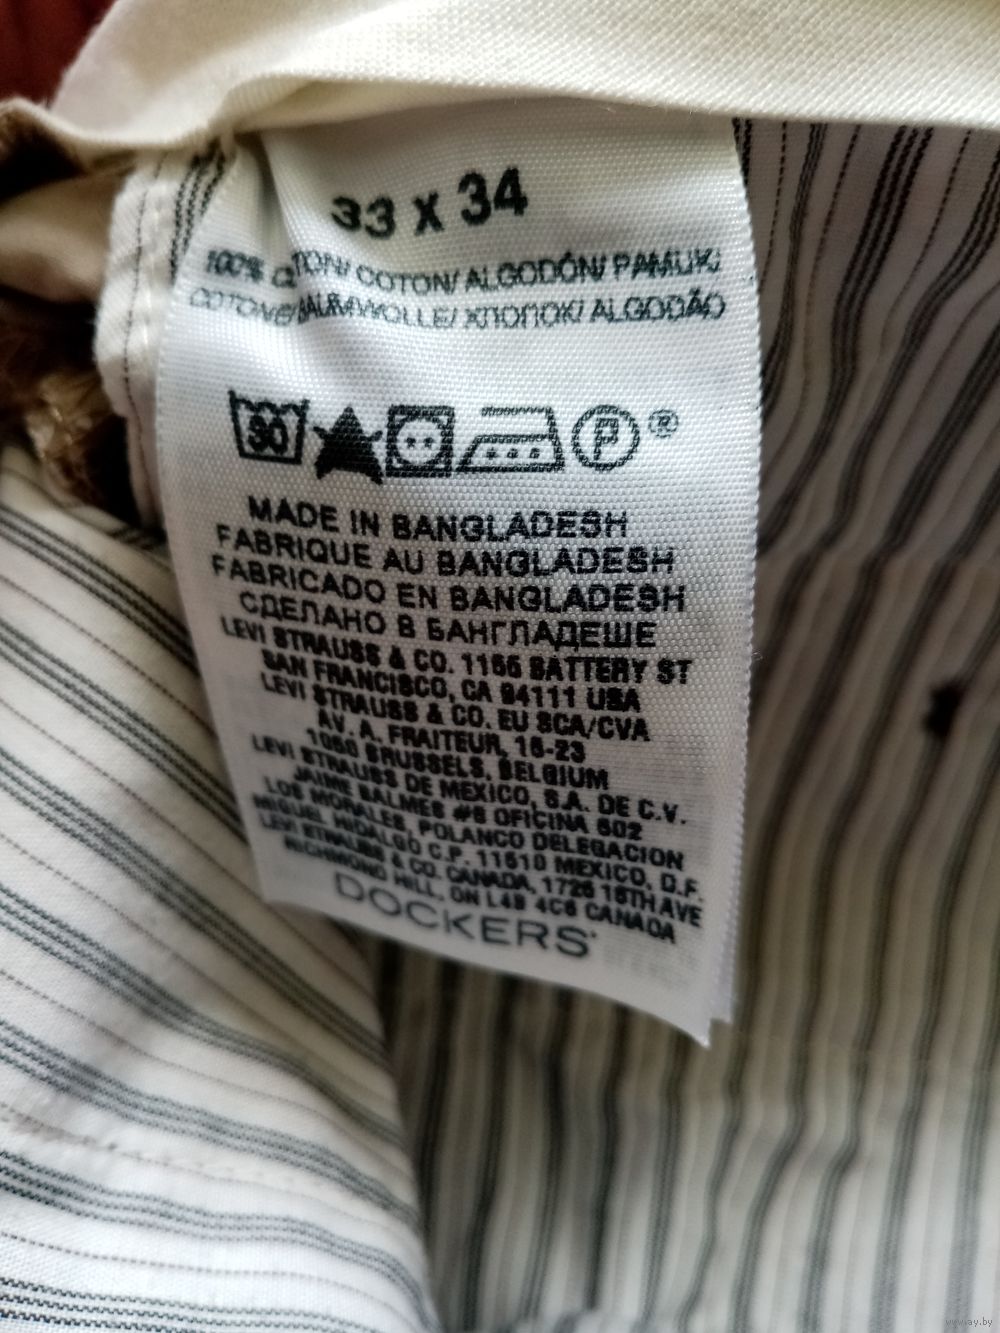 33 x 34
100% COTTON/ COTON/ ALGODÓN/ PAMUK/
COTONE/ BAUMWOLLE/ ХЛОПОК/ ALGODÃO
30 P ®
MADE IN BANGLADESH
FABRIQUE AU BANGLADESH
FABRICADO EN BANGLADESH
СДЕЛАНО В БАНГЛАДЕШЕ
LEVI STRAUSS & CO. 1155 BATTERY ST
SAN FRANCISCO, CA 94111 USA
LEVI STRAUSS & CO. EU SCA/CVA
AV. A. FRAITEUR, 15-23
1050 BRUSSELS, BELGIUM
LEVI STRAUSS DE MEXICO, S.A. DE C.V.
JAIME BALMES #8 OFICINA 602
LOS MORALES, POLANCO DELEGACION
MIGUEL HIDALGO C.P. 11510 MEXICO, D.F.
LEVI STRAUSS & CO. CANADA, 1725 16TH AVE
RICHMOND HILL, ON L4B 4C6 CANADA
DOCKERS
www.ay.by